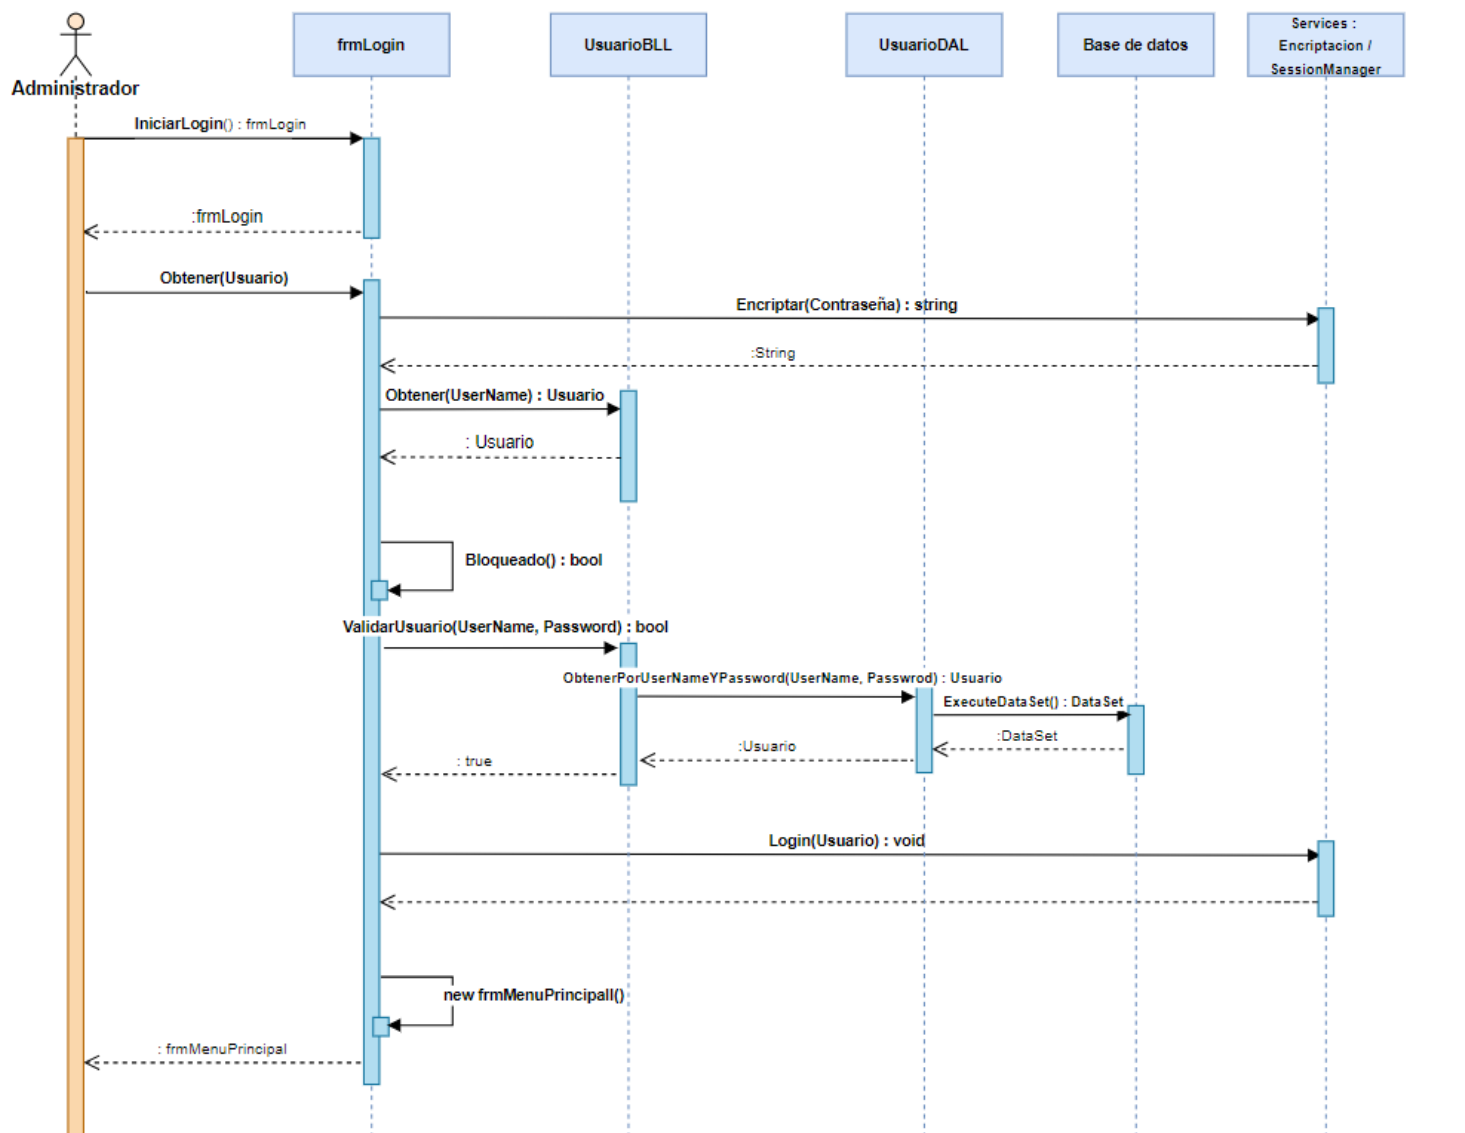 Administrador
frmLogin
UsuarioBLL
UsuarioDAL
Base de datos
Services :
Encriptacion /
SessionManager
IniciarLogin() : frmLogin
:frmLogin
Obtener(Usuario)
Encriptar(Contraseña) : string
:String
Obtener(UserName) : Usuario
: Usuario
Bloqueado() : bool
ValidarUsuario(UserName, Password) : bool
ObtenerPorUserNameYPassword(UserName, Passwrod) : Usuario
ExecuteDataSet() : DataSet
:DataSet
:Usuario
: true
Login(Usuario) : void
new frmMenuPrincipall()
: frmMenuPrincipal